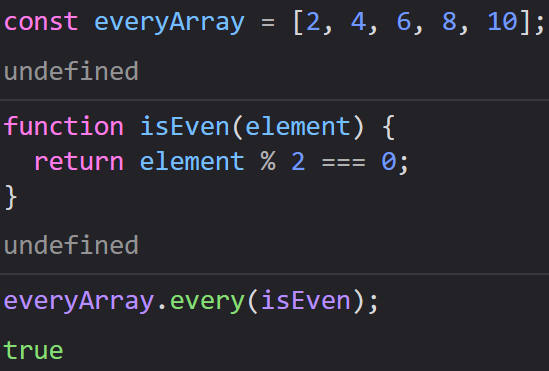 const everyArray = [2, 4, 6, 8, 10];
undefined
function isEven(element) {
  return element % 2 === 0;
}
undefined
everyArray.every(isEven);
true